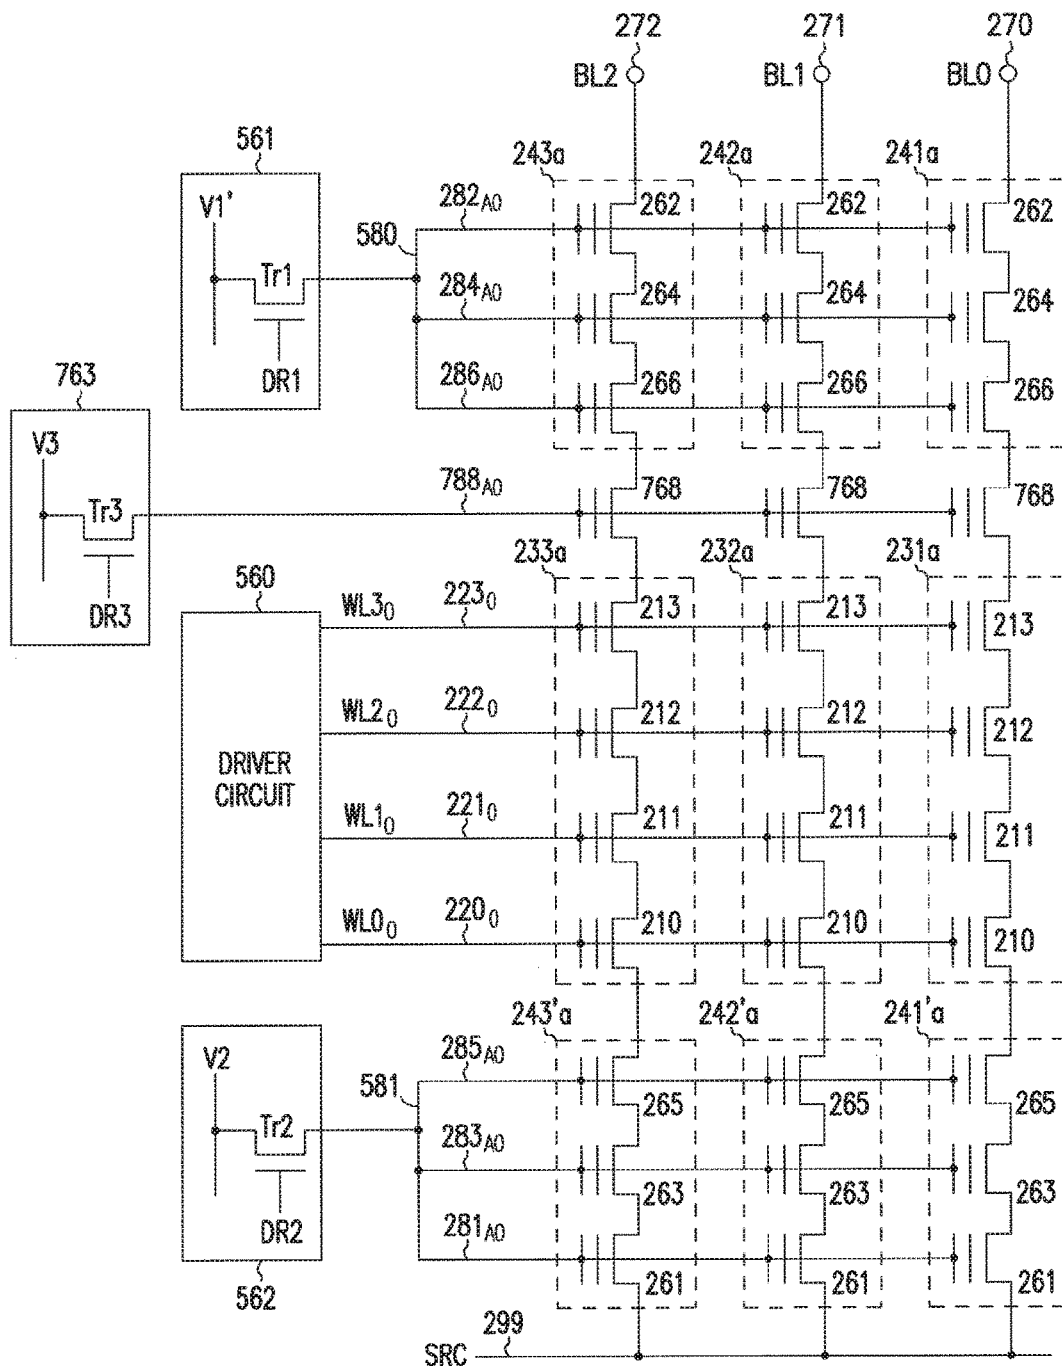 272 271 270
BL2 BL1 BL0
561 243a 242a 241a
V1' 282A0 262 262 262
580
Tr1 284A0 264 264 264
DR1 286A0 266 266 266
763
V3 788A0 768 768 768
Tr3
233a 232a 231a
560
DR3 WL3₀ 223₀ 213 213 213
WL2₀ 222₀ 212 212 212
DRIVER
CIRCUIT
WL1₀ 221₀ 211 211 211
WL0₀ 220₀ 210 210 210
243'a 242'a 241'a
V2 285A0
581 265 265 265
Tr2 283A0
263 263 263
DR2 281A0
562 261 261 261
299
SRC